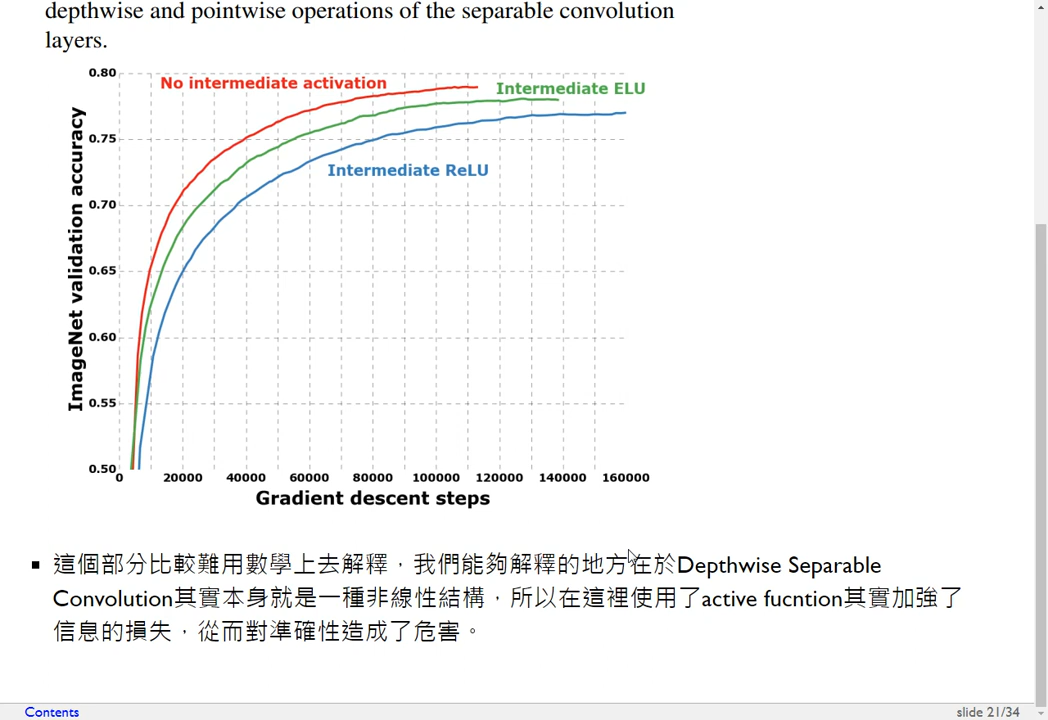 depthwise and pointwise operations of the separable convolution
layers.
0.80
No intermediate activation
Intermediate ELU
0.75
Intermediate ReLU
0.70
0.65
0.60
0.55
0.50
ImageNet validation accuracy
0 20000 40000 60000 80000 100000 120000 140000 160000
Gradient descent steps
▪ 這個部分比較難用數學上去解釋，我們能夠解釋的地方在於Depthwise Separable
Convolution其實本身就是一種非線性結構，所以在這裡使用了active fucntion其實加強了
信息的損失，從而對準確性造成了危害。
Contents
slide 21/34